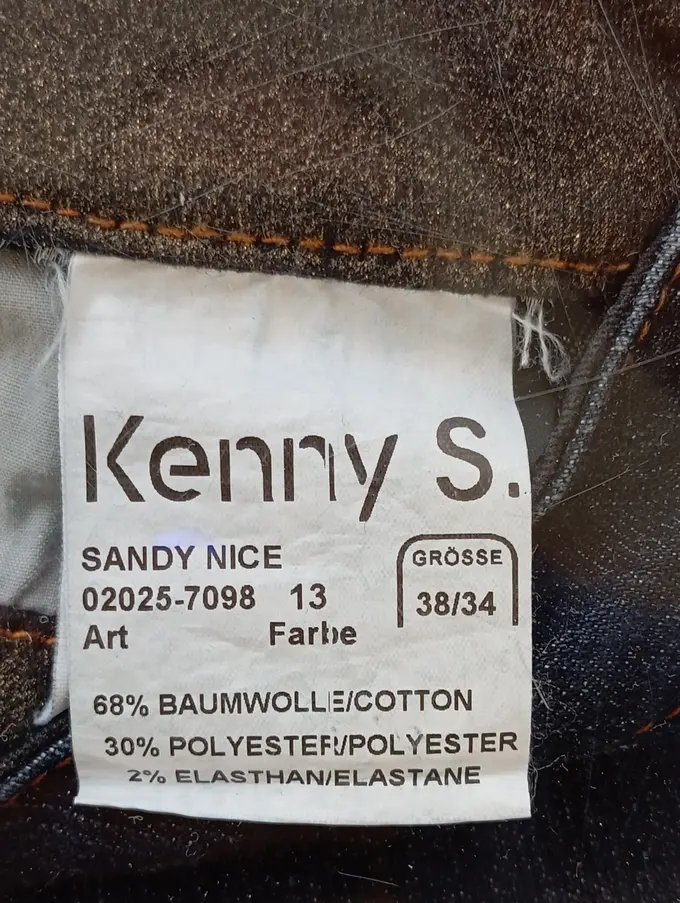 Kenny S.
SANDY NICE
02025-7098 13
Art Farbe
GRÖSSE
38/34
68% BAUMWOLLE/COTTON
30% POLYESTER/POLYESTER
2% ELASTHAN/ELASTANE